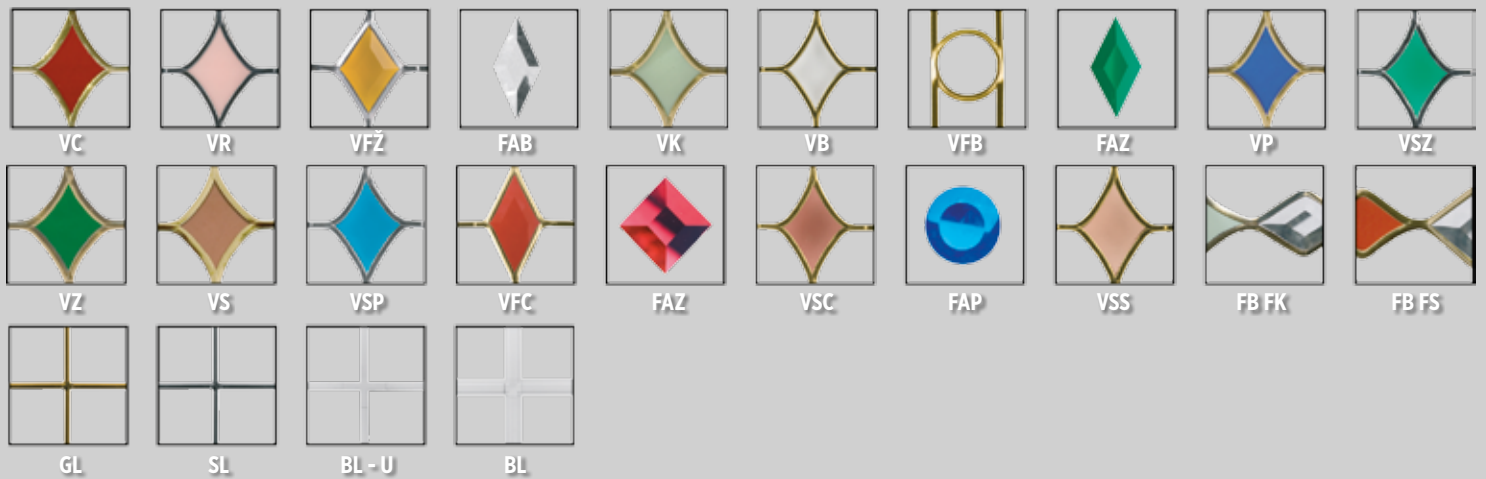 VC VR VFŽ FAB VK VB VFB FAZ VP VSZ
VZ VS VSP VFC FAZ VSC FAP VSS FB FK FB FS
GL SL BL - U BL